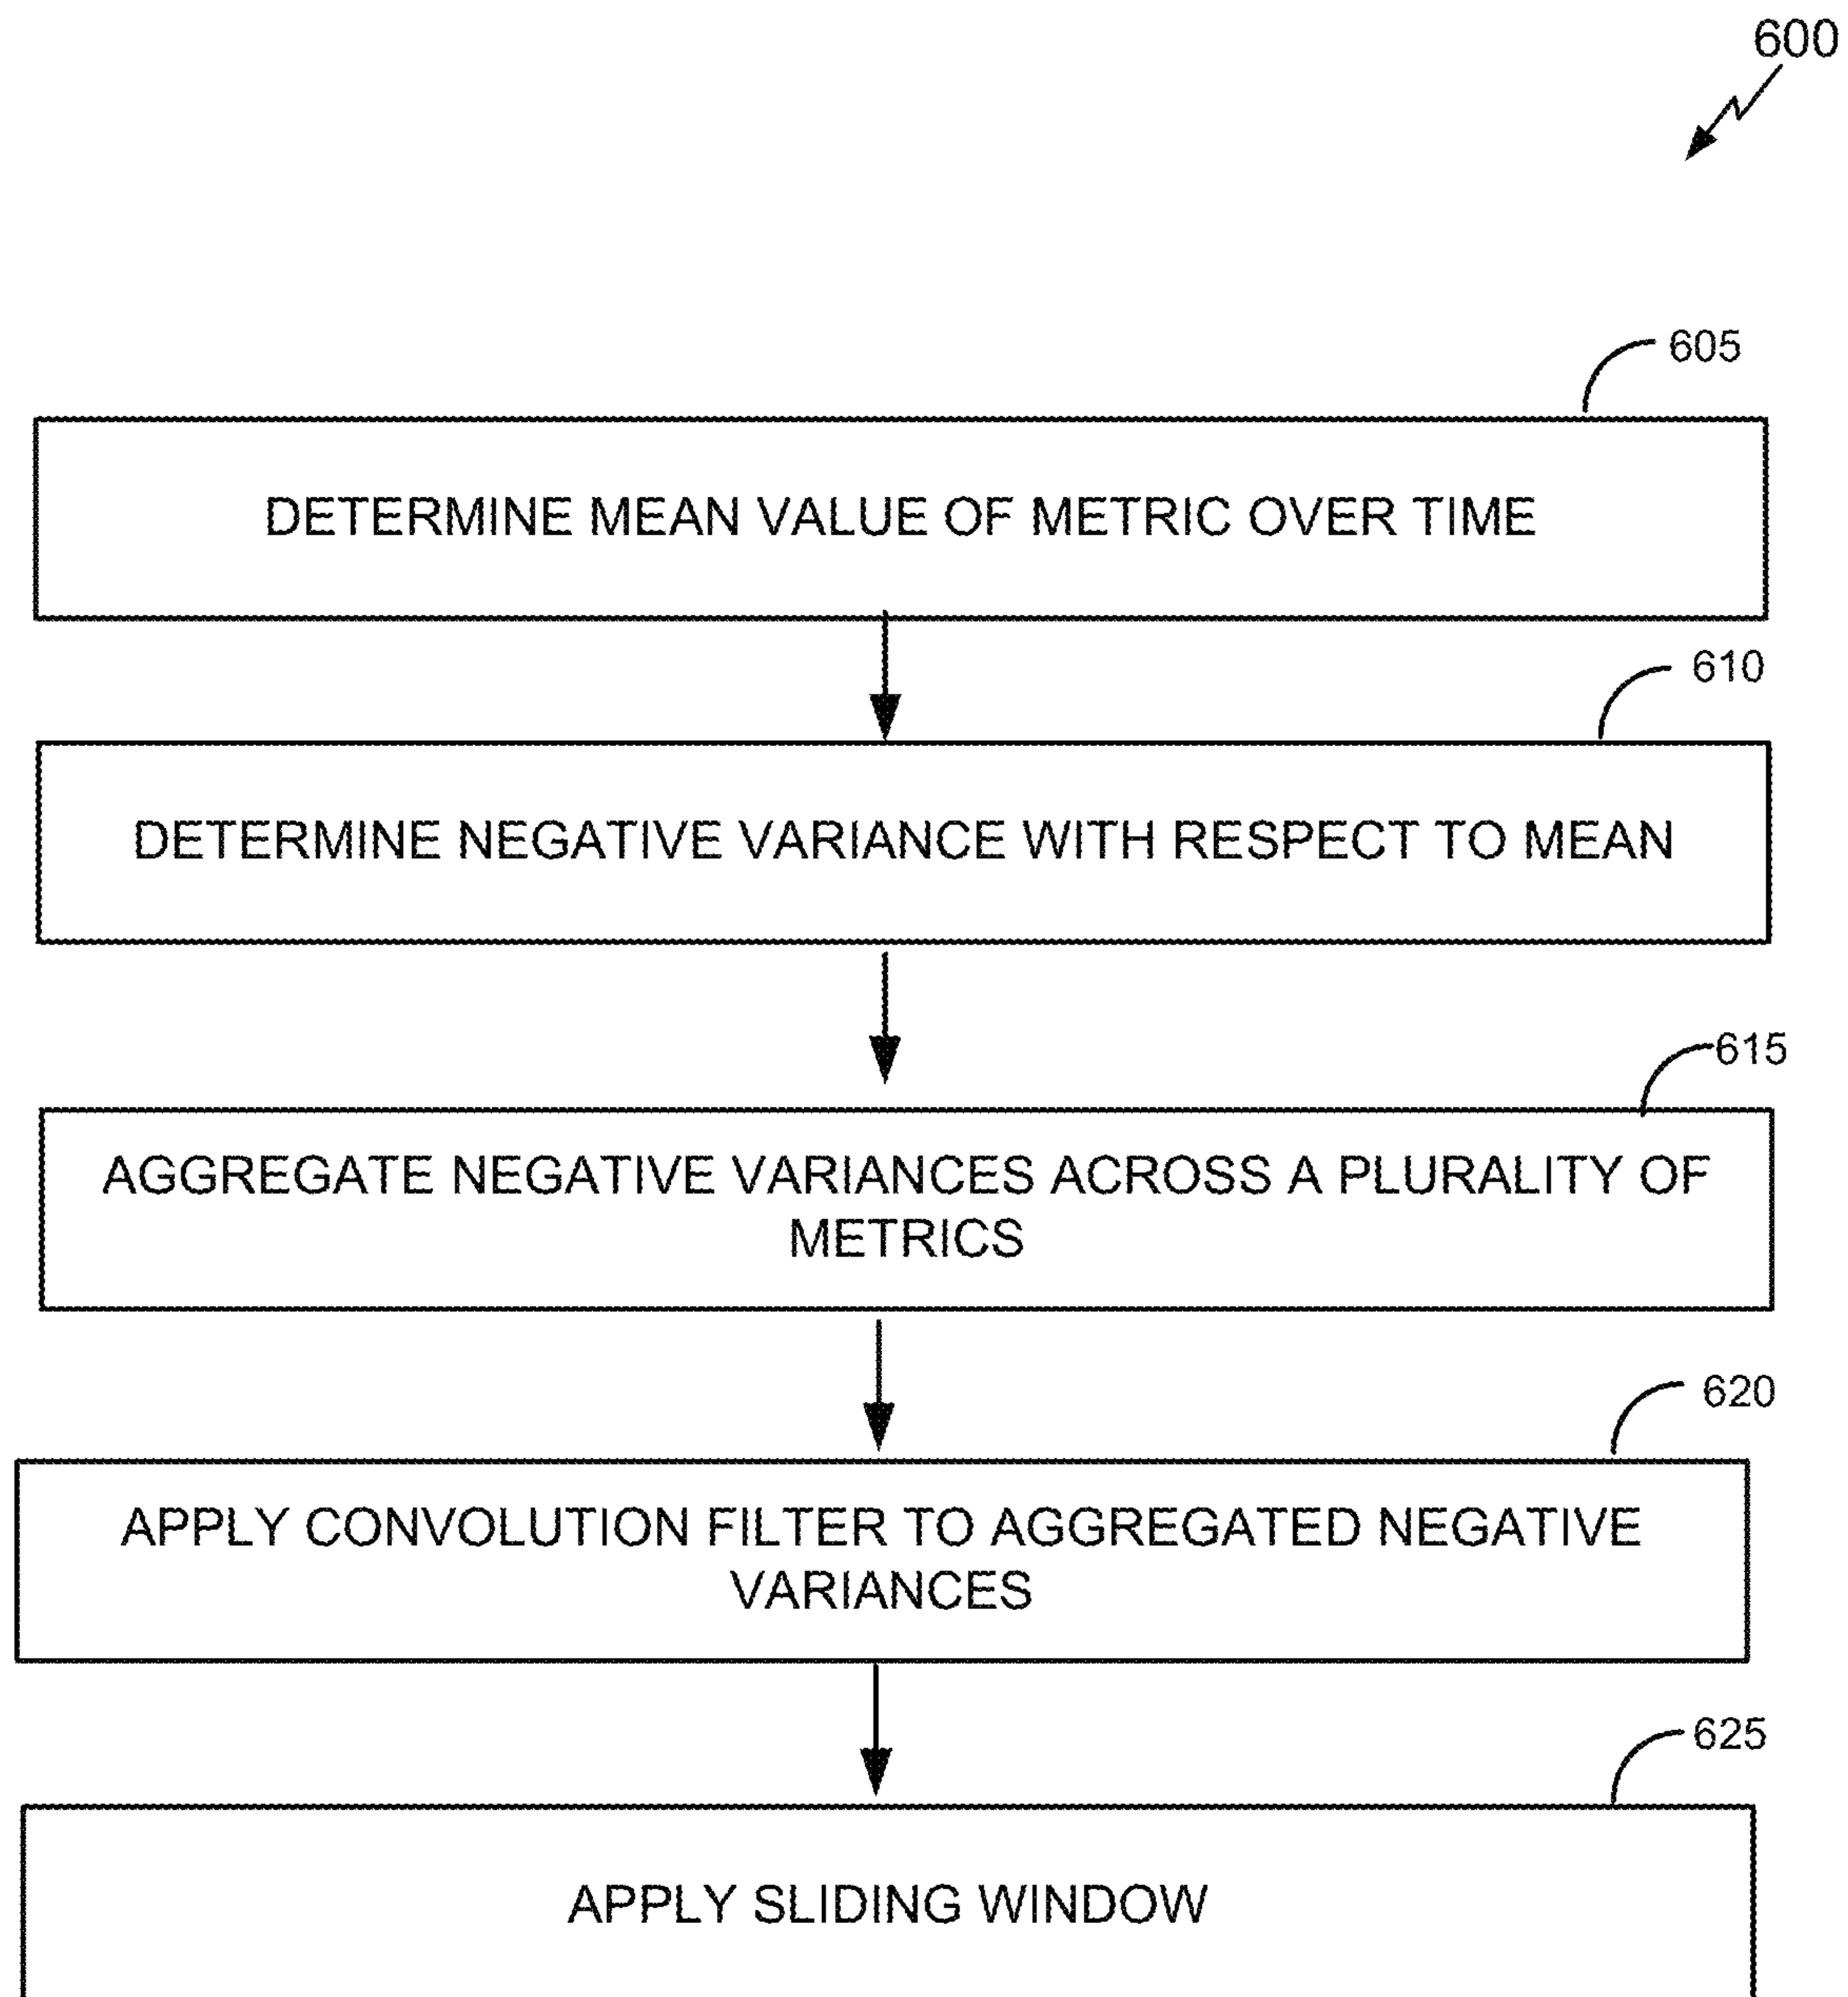 600
605
DETERMINE MEAN VALUE OF METRIC OVER TIME
610
DETERMINE NEGATIVE VARIANCE WITH RESPECT TO MEAN
615
AGGREGATE NEGATIVE VARIANCES ACROSS A PLURALITY OF
METRICS
620
APPLY CONVOLUTION FILTER TO AGGREGATED NEGATIVE
VARIANCES
625
APPLY SLIDING WINDOW